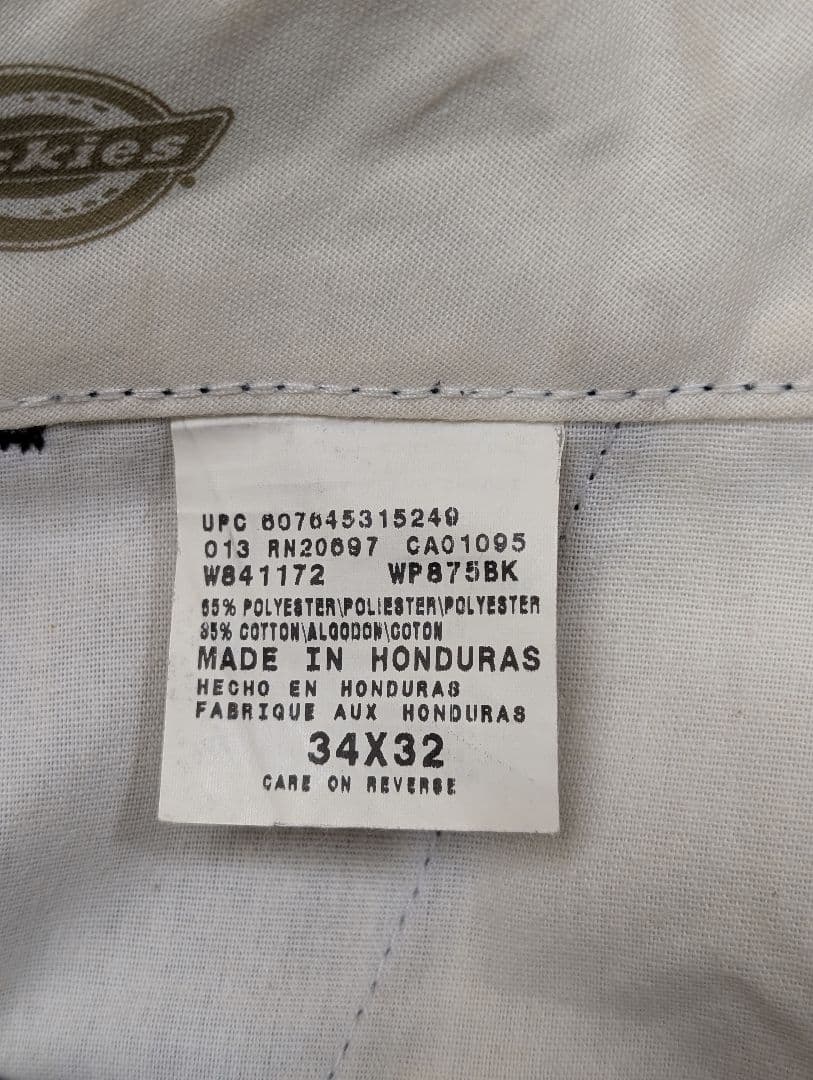 ckies
UPC 607645315249
013 RN20697 CA01095
W841172 WP875BK
65% POLYESTER\POLIESTER\POLYESTER
35% COTTON\ALGODON\COTON
MADE IN HONDURAS
HECHO EN HONDURAS
FABRIQUE AUX HONDURAS
34X32
CARE ON REVERSE